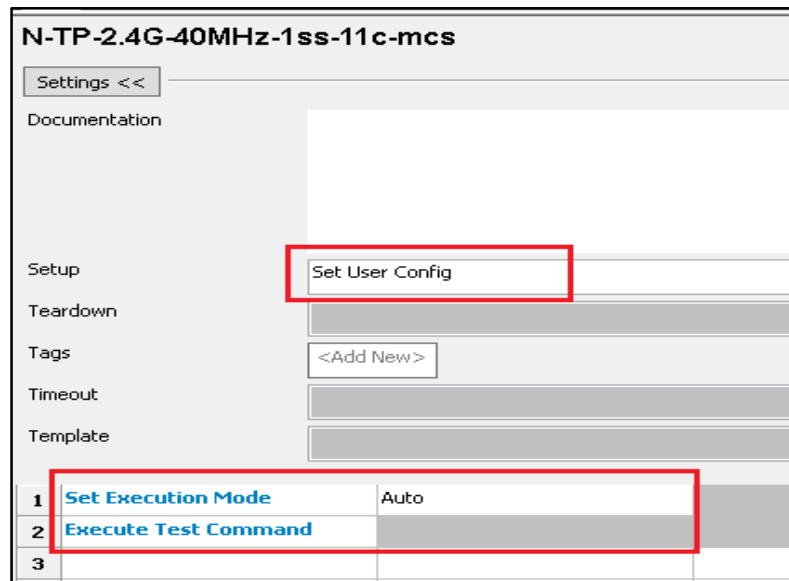 N-TP-2.4G-40MHz-1ss-11c-mcs
Settings <<
Documentation
Setup
Set User Config
Teardown
Tags
<Add New>
Timeout
Template
1 Set Execution Mode Auto
2 Execute Test Command
3